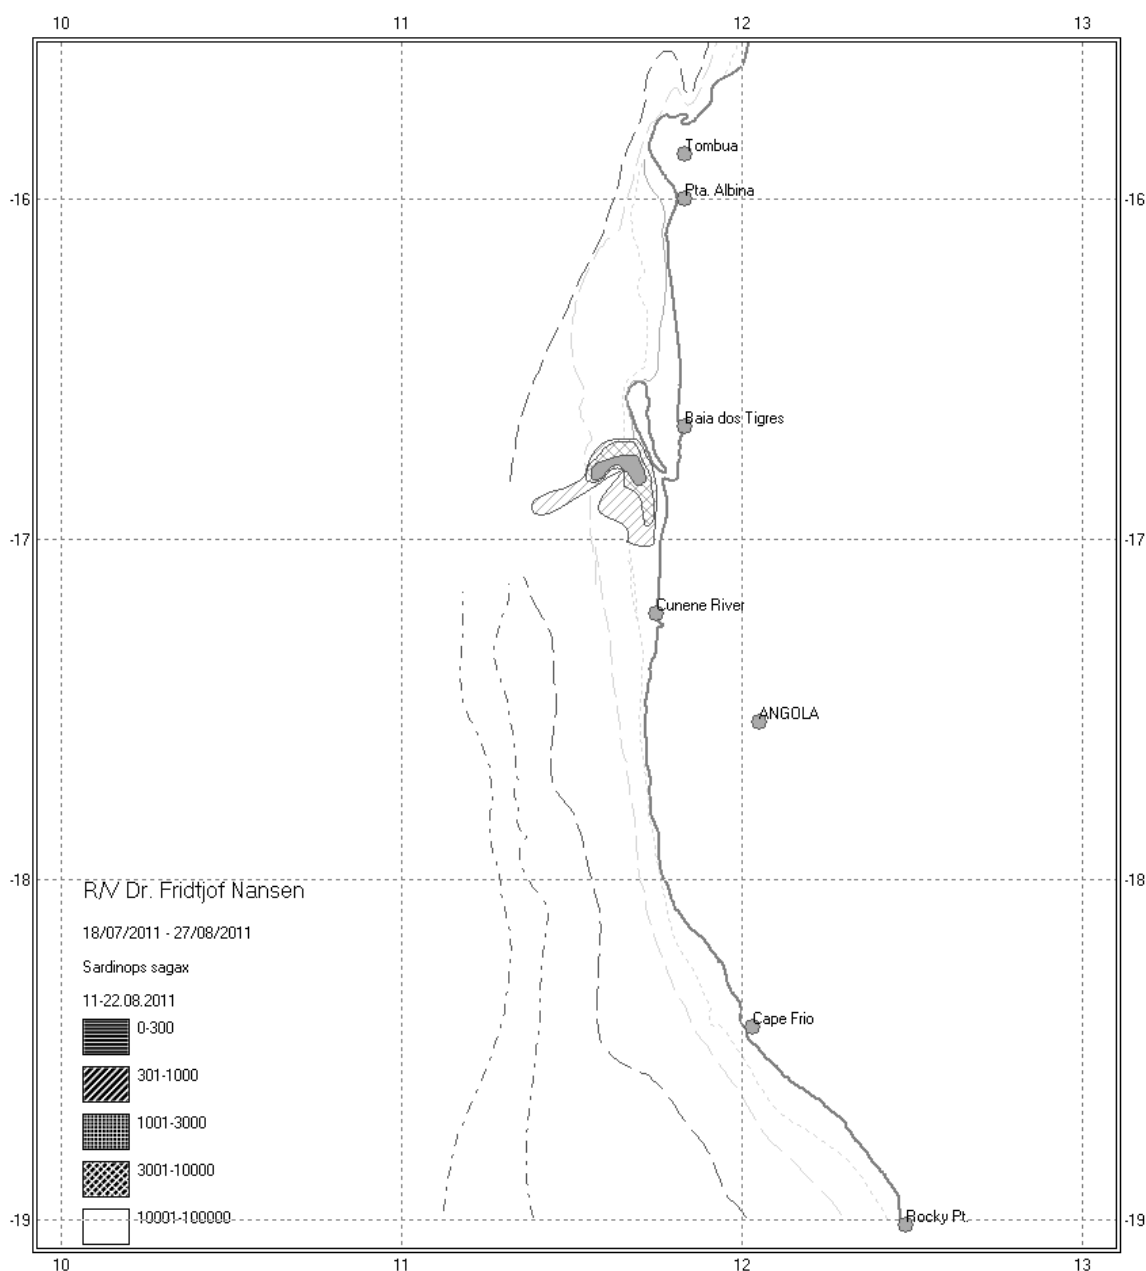 10 11 12 13
Tombua
Pta. Albina
-16 -16
Baia dos Tigres
-17 -17
Cunene River
ANGOLA
-18 -18
R/V Dr. Fridtjof Nansen
18/07/2011 - 27/08/2011
Sardinops sagax
11-22.08.2011
Cape Frio
0-300
301-1000
1001-3000
3001-10000
10001-100000
Rocky Pt.
-19 -19
10 11 12 13